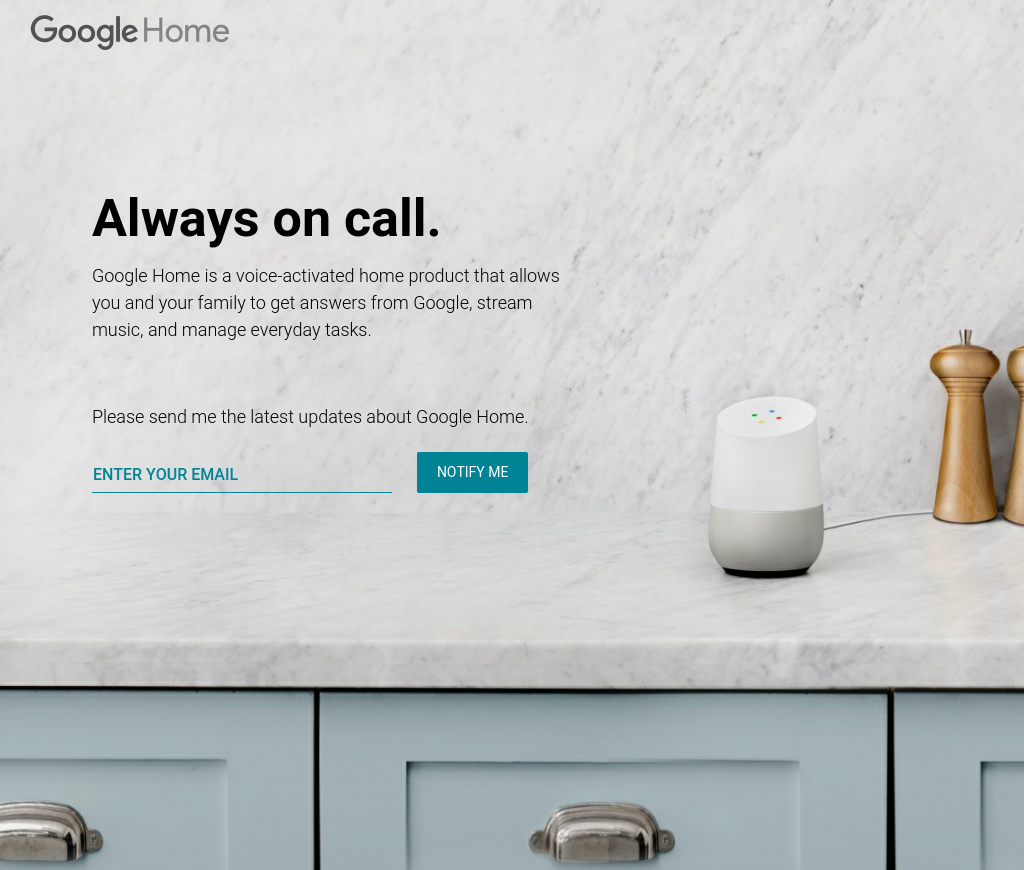 Google Home
Always on call.
Google Home is a voice-activated home product that allows
you and your family to get answers from Google, stream
music, and manage everyday tasks.
Please send me the latest updates about Google Home.
ENTER YOUR EMAIL
NOTIFY ME